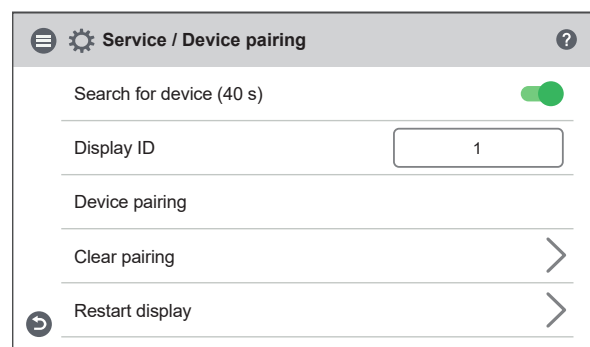 Service / Device pairing ?
Search for device (40 s)
Display ID 1
Device pairing
Clear pairing
Restart display